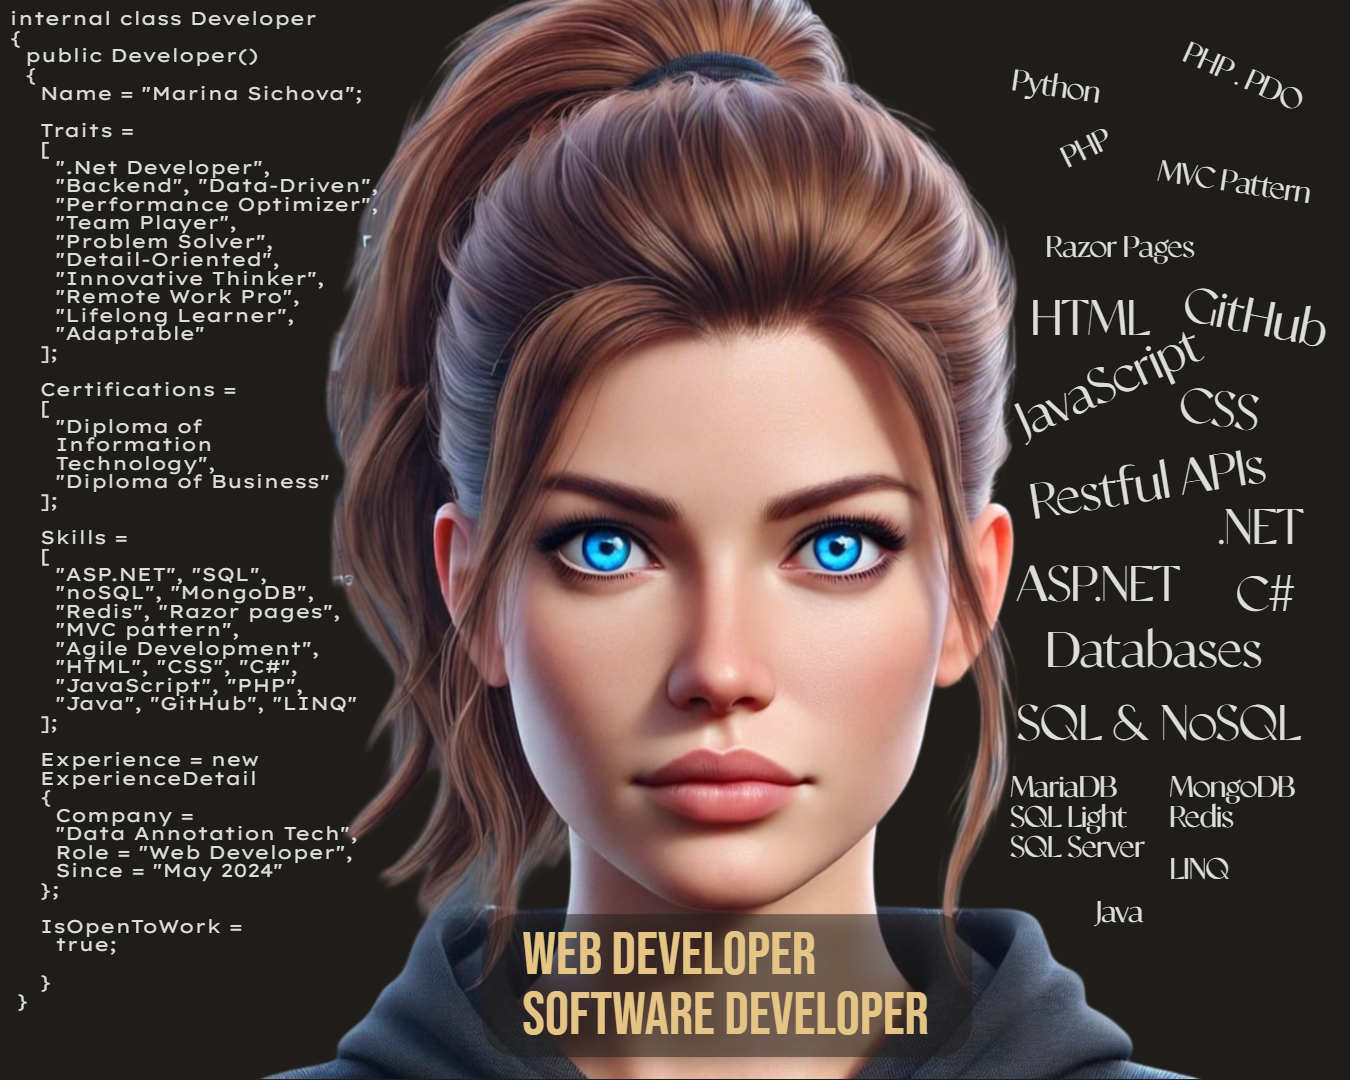 internal class Developer
{
public Developer()
{
Name = "Marina Sichova";
Traits =
[
".Net Developer",
"Backend", "Data-Driven",
"Performance Optimizer",
"Team Player",
"Problem Solver",
"Detail-Oriented",
"Innovative Thinker",
"Remote Work Pro",
"Lifelong Learner",
"Adaptable"
];
Certifications =
[
"Diploma of
Information
Technology",
"Diploma of Business"
];
Skills =
[
"ASP.NET", "SQL",
"noSQL", "MongoDB",
"Redis", "Razor pages",
"MVC pattern",
"Agile Development",
"HTML", "CSS", "C#",
"JavaScript", "PHP",
"Java", "GitHub", "LINQ"
];
Experience = new
ExperienceDetail
{
Company =
"Data Annotation Tech",
Role = "Web Developer",
Since = "May 2024"
};
IsOpenToWork =
true;
}
}
Python
PHP . PDO
PHP
MVC Pattern
Razor Pages
HTML
GitHub
JavaScript
CSS
Restful APIs
.NET
ASP.NET
C#
Databases
SQL & NoSQL
MariaDB
SQL Light
SQL Server
MongoDB
Redis
LINQ
Java
WEB DEVELOPER
SOFTWARE DEVELOPER